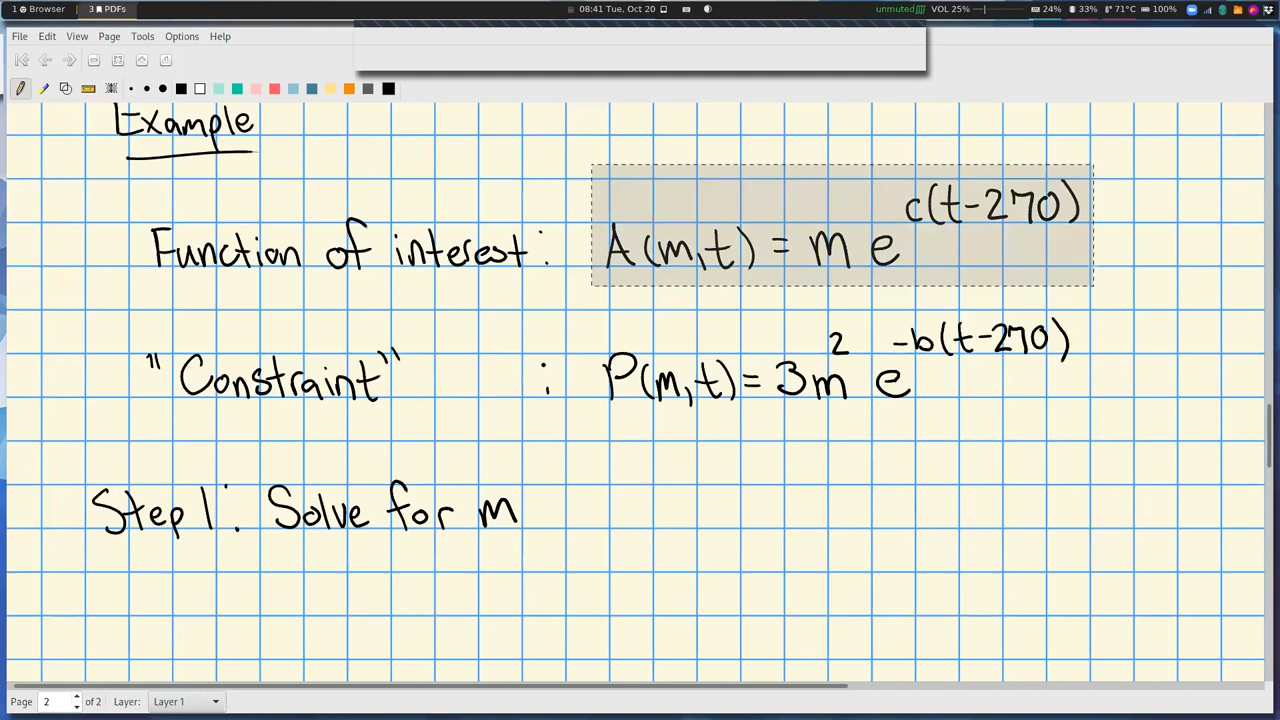 1 Browser 3 PDFs 08:41 Tue, Oct 20 unmuted VOL 25% 24% 33% 71°C 100%
File Edit View Page Tools Options Help
Example
Function of interest: A(m,t) = m e^{c(t-270)}
"Constraint" : P(m,t) = 3m^2 e^{-b(t-270)}
Step 1: Solve for m
Page 2 of 2 Layer: Layer 1